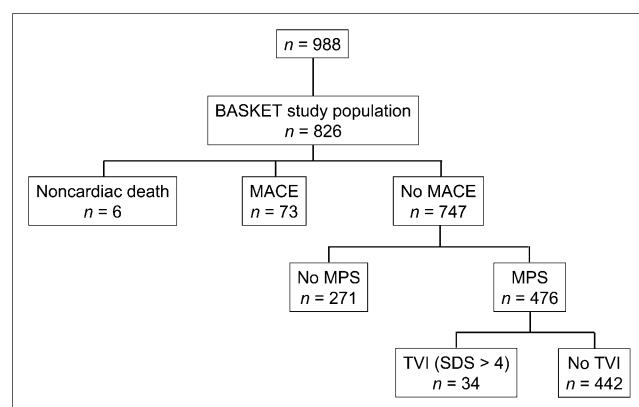 n = 988
BASKET study population
n = 826
Noncardiac death
n = 6
MACE
n = 73
No MACE
n = 747
No MPS
n = 271
MPS
n = 476
TVI (SDS > 4)
n = 34
No TVI
n = 442